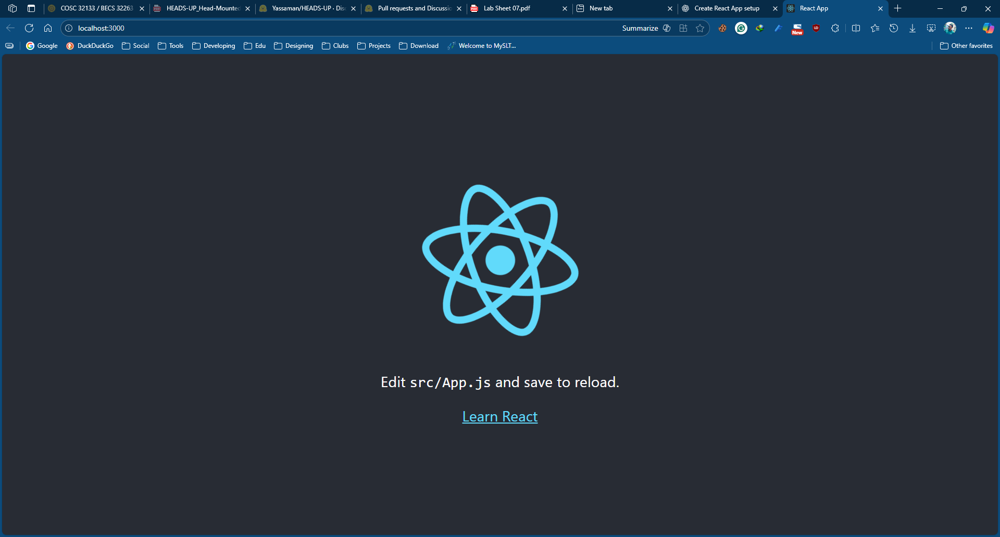 COSC 32133 / BECS 32263
HEADS-UP_Head-Mounted
Yassaman/HEADS-UP · Disc
Pull requests and Discussic
Lab Sheet 07.pdf
New tab
Create React App setup
React App
localhost:3000
Summarize
New
Google
DuckDuckGo
Social
Tools
Developing
Edu
Designing
Clubs
Projects
Download
Welcome to MySLT...
Other favorites
Edit src/App.js and save to reload.
Learn React